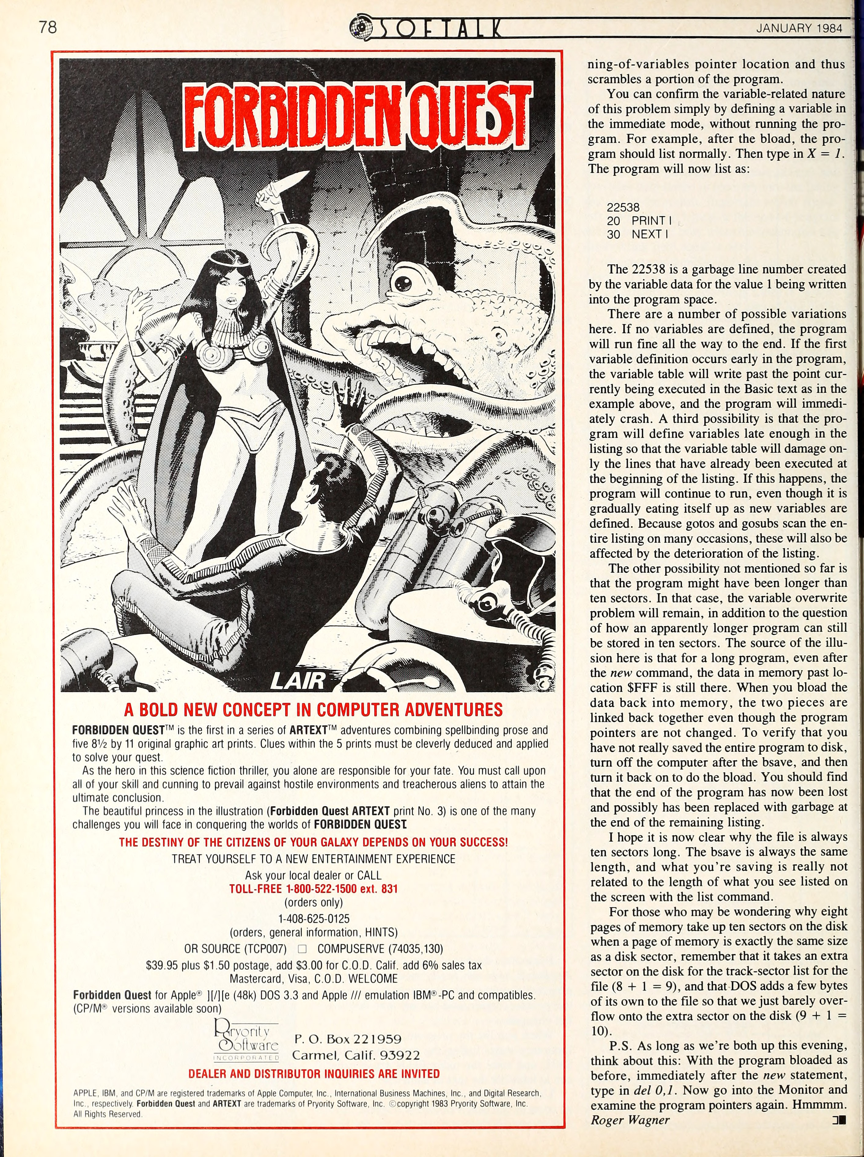 78
SOFTALK
JANUARY 1984
FORBIDDEN QUEST
LAIR
A BOLD NEW CONCEPT IN COMPUTER ADVENTURES
FORBIDDEN QUEST™ is the first in a series of ARTEXT™ adventures combining spellbinding prose and
five 8½ by 11 original graphic art prints. Clues within the 5 prints must be cleverly deduced and applied
to solve your quest.
As the hero in this science fiction thriller, you alone are responsible for your fate. You must call upon
all of your skill and cunning to prevail against hostile environments and treacherous aliens to attain the
ultimate conclusion.
The beautiful princess in the illustration (Forbidden Quest ARTEXT print No. 3) is one of the many
challenges you will face in conquering the worlds of FORBIDDEN QUEST.
THE DESTINY OF THE CITIZENS OF YOUR GALAXY DEPENDS ON YOUR SUCCESS!
TREAT YOURSELF TO A NEW ENTERTAINMENT EXPERIENCE
Ask your local dealer or CALL
TOLL-FREE 1-800-522-1500 ext. 831
(orders only)
1-408-625-0125
(orders, general information, HINTS)
OR SOURCE (TCP007) □ COMPUSERVE (74035,130)
$39.95 plus $1.50 postage, add $3.00 for C.O.D. Calif. add 6% sales tax
Mastercard, Visa, C.O.D. WELCOME
Forbidden Quest for Apple® ][/][e (48k) DOS 3.3 and Apple /// emulation IBM®-PC and compatibles.
(CP/M® versions available soon)
Pryority
Software
INCORPORATED
P. O. Box 221959
Carmel, Calif. 93922
DEALER AND DISTRIBUTOR INQUIRIES ARE INVITED
APPLE, IBM, and CP/M are registered trademarks of Apple Computer, Inc., International Business Machines, Inc., and Digital Research,
Inc., respectively. Forbidden Quest and ARTEXT are trademarks of Pryority Software, Inc. ©copyright 1983 Pryority Software, Inc.
All Rights Reserved.
ning-of-variables pointer location and thus
scrambles a portion of the program.
You can confirm the variable-related nature
of this problem simply by defining a variable in
the immediate mode, without running the pro-
gram. For example, after the bload, the pro-
gram should list normally. Then type in X = 1.
The program will now list as:
22538
20 PRINT I
30 NEXT I
The 22538 is a garbage line number created
by the variable data for the value 1 being written
into the program space.
There are a number of possible variations
here. If no variables are defined, the program
will run fine all the way to the end. If the first
variable definition occurs early in the program,
the variable table will write past the point cur-
rently being executed in the Basic text as in the
example above, and the program will immedi-
ately crash. A third possibility is that the pro-
gram will define variables late enough in the
listing so that the variable table will damage on-
ly the lines that have already been executed at
the beginning of the listing. If this happens, the
program will continue to run, even though it is
gradually eating itself up as new variables are
defined. Because gotos and gosubs scan the en-
tire listing on many occasions, these will also be
affected by the deterioration of the listing.
The other possibility not mentioned so far is
that the program might have been longer than
ten sectors. In that case, the variable overwrite
problem will remain, in addition to the question
of how an apparently longer program can still
be stored in ten sectors. The source of the illu-
sion here is that for a long program, even after
the new command, the data in memory past lo-
cation $FFF is still there. When you bload the
data back into memory, the two pieces are
linked back together even though the program
pointers are not changed. To verify that you
have not really saved the entire program to disk,
turn off the computer after the bsave, and then
turn it back on to do the bload. You should find
that the end of the program has now been lost
and possibly has been replaced with garbage at
the end of the remaining listing.
I hope it is now clear why the file is always
ten sectors long. The bsave is always the same
length, and what you're saving is really not
related to the length of what you see listed on
the screen with the list command.
For those who may be wondering why eight
pages of memory take up ten sectors on the disk
when a page of memory is exactly the same size
as a disk sector, remember that it takes an extra
sector on the disk for the track-sector list for the
file (8 + 1 = 9), and that DOS adds a few bytes
of its own to the file so that we just barely over-
flow onto the extra sector on the disk (9 + 1 =
10).
P.S. As long as we're both up this evening,
think about this: With the program bloaded as
before, immediately after the new statement,
type in del 0,1. Now go into the Monitor and
examine the program pointers again. Hmmmm.
Roger Wagner